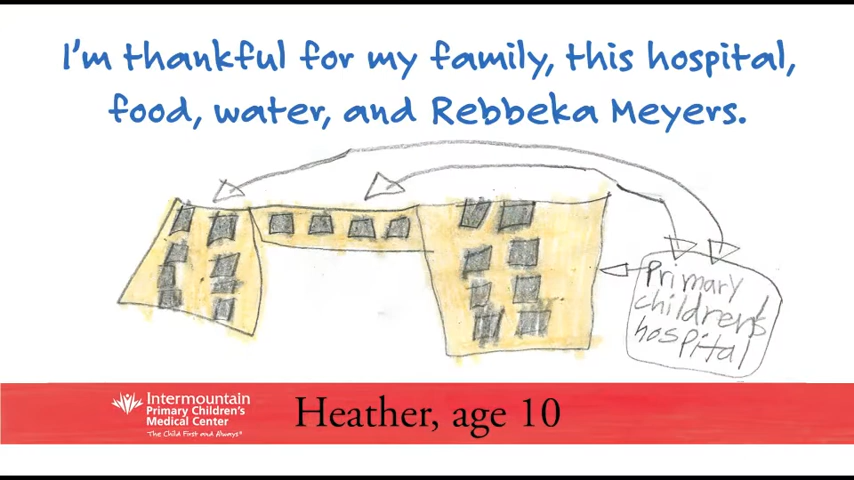 I'm thankful for my family, this hospital,
food, water, and Rebbeka Meyers.
Primary
children's
hospital
Intermountain
Primary Children's
Medical Center
The Child First and Always®
Heather, age 10